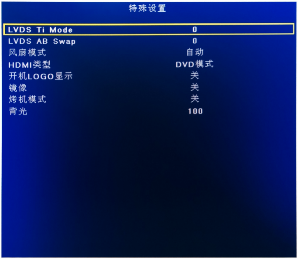 特殊设置
LVDS Ti Mode 0
LVDS AB Swap 0
风扇模式 自动
HDMI类型 DVD模式
开机LOGO显示 关
镜像 关
烤机模式 关
背光 100